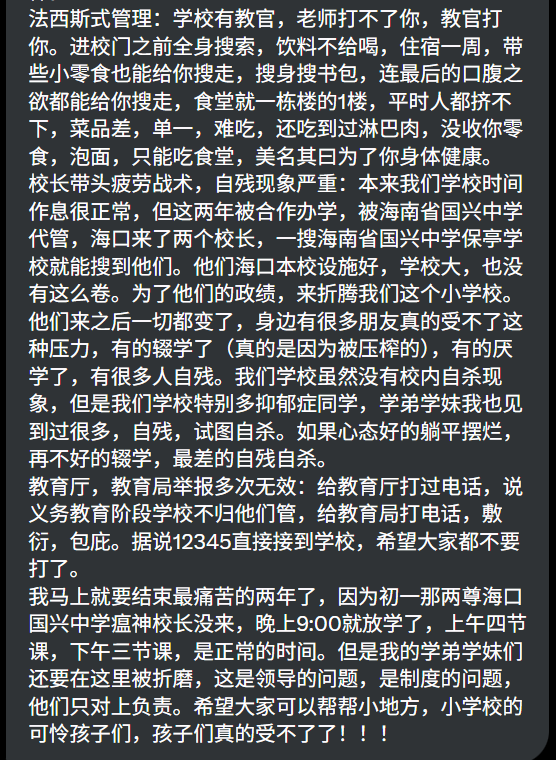 法西斯式管理：学校有教官，老师打不了你，教官打
你。进校门之前全身搜索，饮料不给喝，住宿一周，带
些小零食也能给你搜走，搜身搜书包，连最后的口腹之
欲都能给你搜走，食堂就一栋楼的1楼，平时人都挤不
下，菜品差，单一，难吃，还吃到过淋巴肉，没收你零
食，泡面，只能吃食堂，美名其曰为了你身体健康。
校长带头疲劳战术，自残现象严重：本来我们学校时间
作息很正常，但这两年被合作办学，被海南省国兴中学
代管，海口来了两个校长，一搜海南省国兴中学保亭学
校就能搜到他们。他们海口本校设施好，学校大，也没
有这么卷。为了他们的政绩，来折腾我们这个小学校。
他们来之后一切都变了，身边有很多朋友真的受不了这
种压力，有的辍学了（真的是因为被压榨的），有的厌
学了，有很多人自残。我们学校虽然没有校内自杀现
象，但是我们学校特别多抑郁症同学，学弟学妹我也见
到过很多，自残，试图自杀。如果心态好的躺平摆烂，
再不好的辍学，最差的自残自杀。
教育厅，教育局举报多次无效：给教育厅打过电话，说
义务教育阶段学校不归他们管，给教育局打电话，敷
衍，包庇。据说12345直接接到学校，希望大家都不要
打了。
我马上就要结束最痛苦的两年了，因为初一那两尊海口
国兴中学瘟神校长没来，晚上9:00就放学了，上午四节
课，下午三节课，是正常的时间。但是我的学弟学妹们
还要在这里被折磨，这是领导的问题，是制度的问题，
他们只对上负责。希望大家可以帮帮小地方，小学校的
可怜孩子们，孩子们真的受不了了！！！